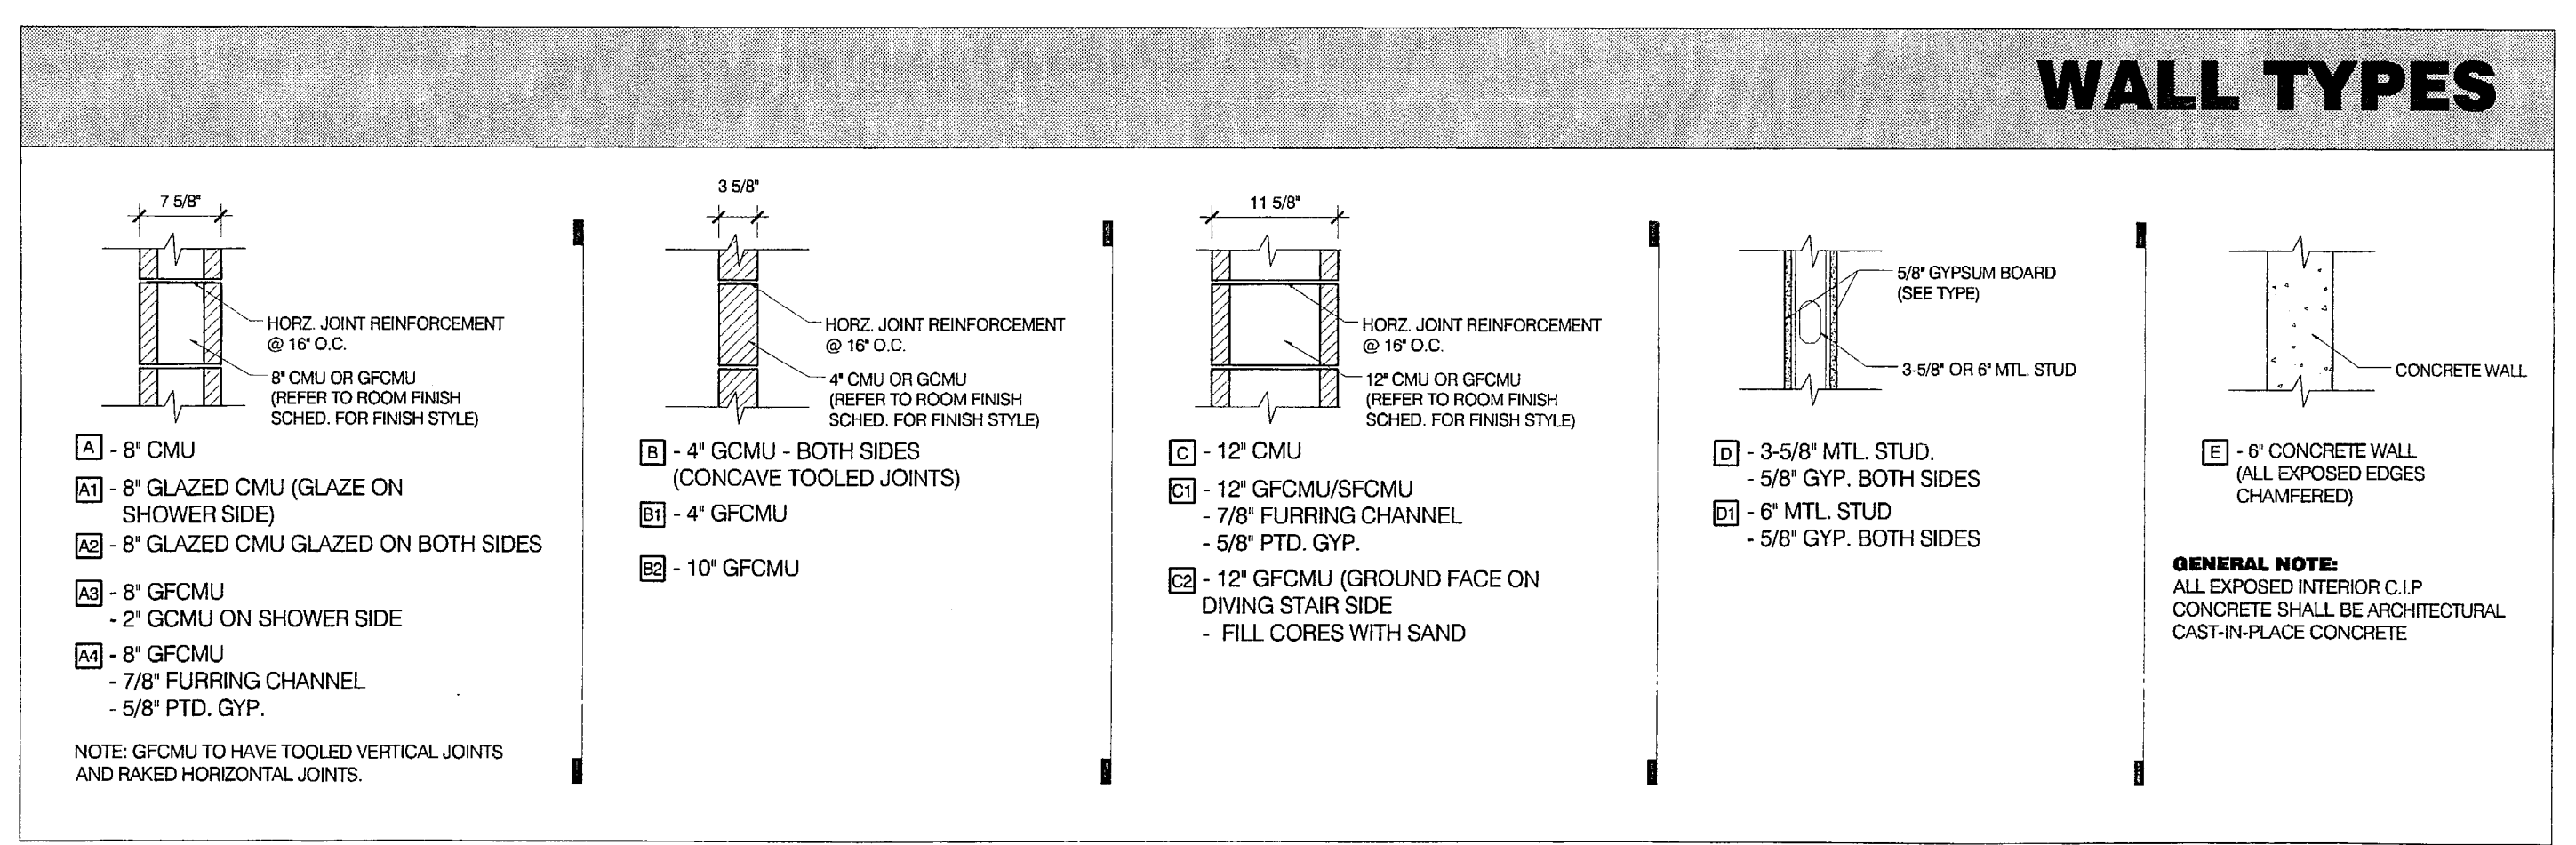 WALL TYPES
7 5/8"
HORZ. JOINT REINFORCEMENT
@ 16" O.C.
8" CMU OR GFCMU
(REFER TO ROOM FINISH
SCHED. FOR FINISH STYLE)
A - 8" CMU
A1 - 8" GLAZED CMU (GLAZE ON
SHOWER SIDE)
A2 - 8" GLAZED CMU GLAZED ON BOTH SIDES
A3 - 8" GFCMU
- 2" GCMU ON SHOWER SIDE
A4 - 8" GFCMU
- 7/8" FURRING CHANNEL
- 5/8" PTD. GYP.
NOTE: GFCMU TO HAVE TOOLED VERTICAL JOINTS
AND RAKED HORIZONTAL JOINTS.
3 5/8"
HORZ. JOINT REINFORCEMENT
@ 16" O.C.
4" CMU OR GCMU
(REFER TO ROOM FINISH
SCHED. FOR FINISH STYLE)
B - 4" GCMU - BOTH SIDES
(CONCAVE TOOLED JOINTS)
B1 - 4" GFCMU
B2 - 10" GFCMU
11 5/8"
HORZ. JOINT REINFORCEMENT
@ 16" O.C.
12" CMU OR GFCMU
(REFER TO ROOM FINISH
SCHED. FOR FINISH STYLE)
C - 12" CMU
C1 - 12" GFCMU/SFCMU
- 7/8" FURRING CHANNEL
- 5/8" PTD. GYP.
C2 - 12" GFCMU (GROUND FACE ON
DIVING STAIR SIDE
- FILL CORES WITH SAND
5/8" GYPSUM BOARD
(SEE TYPE)
3-5/8" OR 6" MTL. STUD
D - 3-5/8" MTL. STUD.
- 5/8" GYP. BOTH SIDES
D1 - 6" MTL. STUD
- 5/8" GYP. BOTH SIDES
CONCRETE WALL
E - 6" CONCRETE WALL
(ALL EXPOSED EDGES
CHAMFERED)
GENERAL NOTE:
ALL EXPOSED INTERIOR C.I.P
CONCRETE SHALL BE ARCHITECTURAL
CAST-IN-PLACE CONCRETE